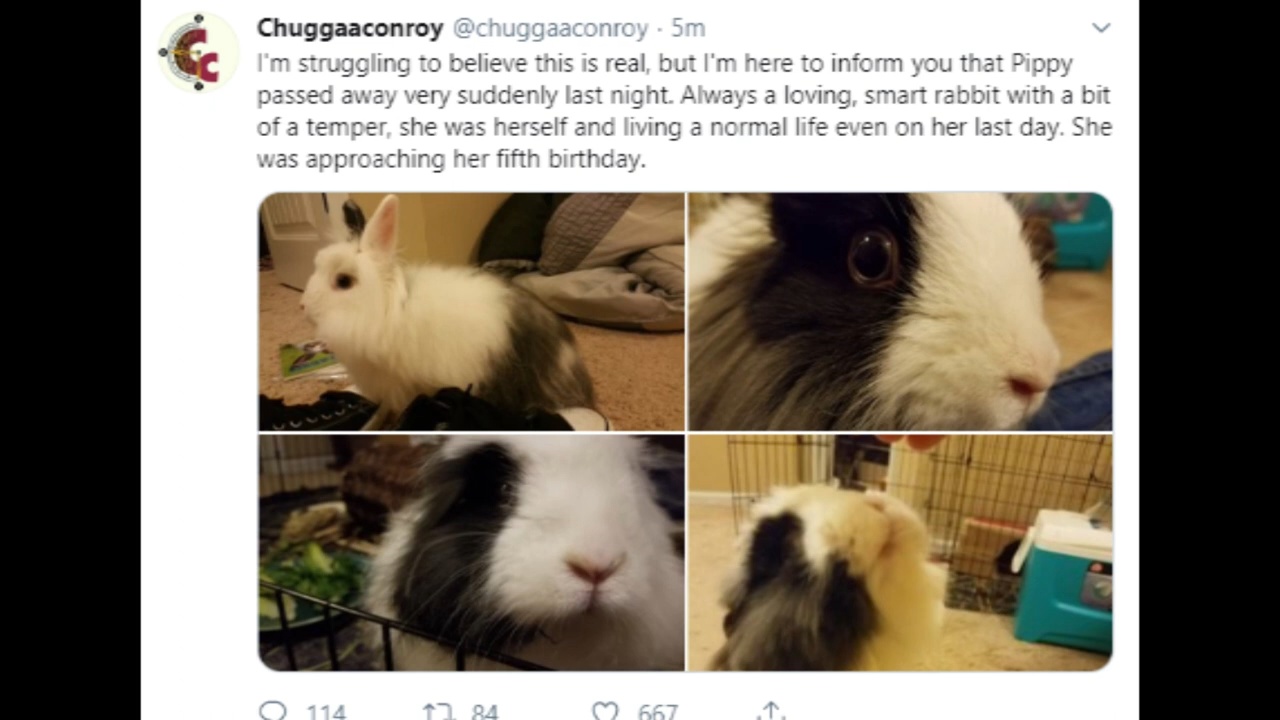 Chuggaaconroy @chuggaaconroy · 5m
I'm struggling to believe this is real, but I'm here to inform you that Pippy
passed away very suddenly last night. Always a loving, smart rabbit with a bit
of a temper, she was herself and living a normal life even on her last day. She
was approaching her fifth birthday.
114 84 667